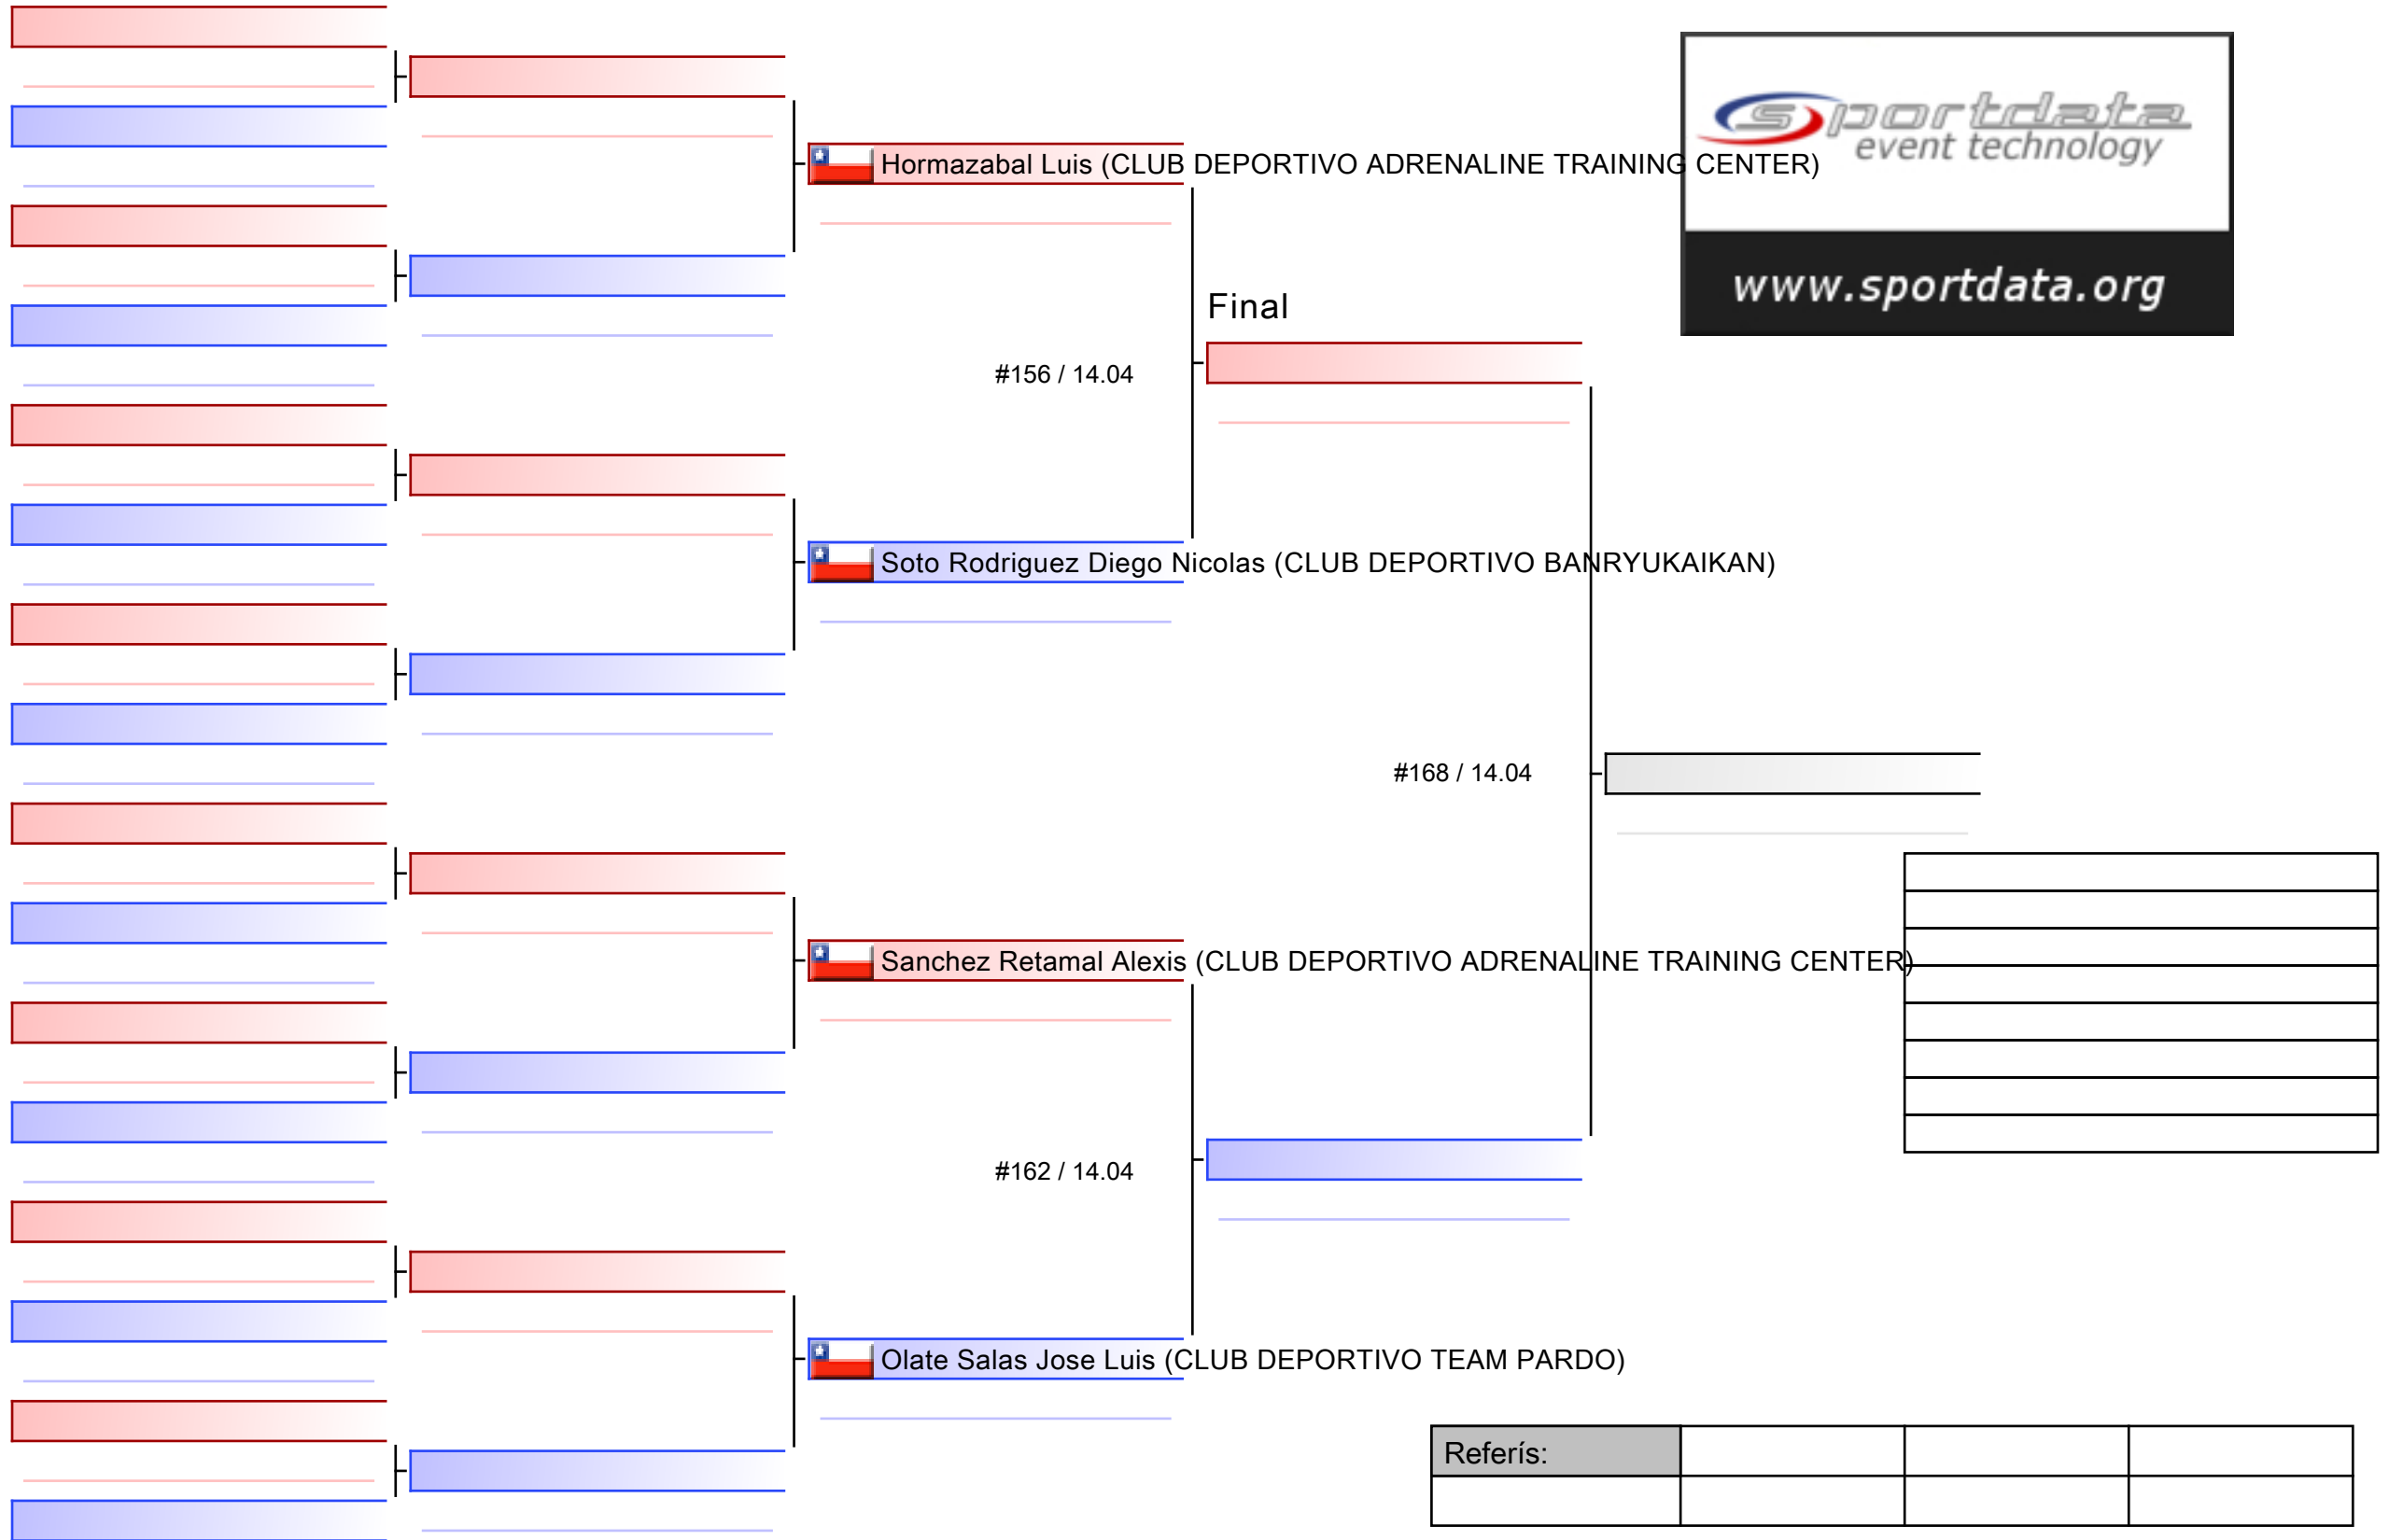 sportdata
event technology
www.sportdata.org
Hormazabal Luis (CLUB DEPORTIVO ADRENALINE TRAINING CENTER)
Final
#156 / 14.04
Soto Rodriguez Diego Nicolas (CLUB DEPORTIVO BANRYUKAIKAN)
#168 / 14.04
Sanchez Retamal Alexis (CLUB DEPORTIVO ADRENALINE TRAINING CENTER)
#162 / 14.04
Olate Salas Jose Luis (CLUB DEPORTIVO TEAM PARDO)
Referís: